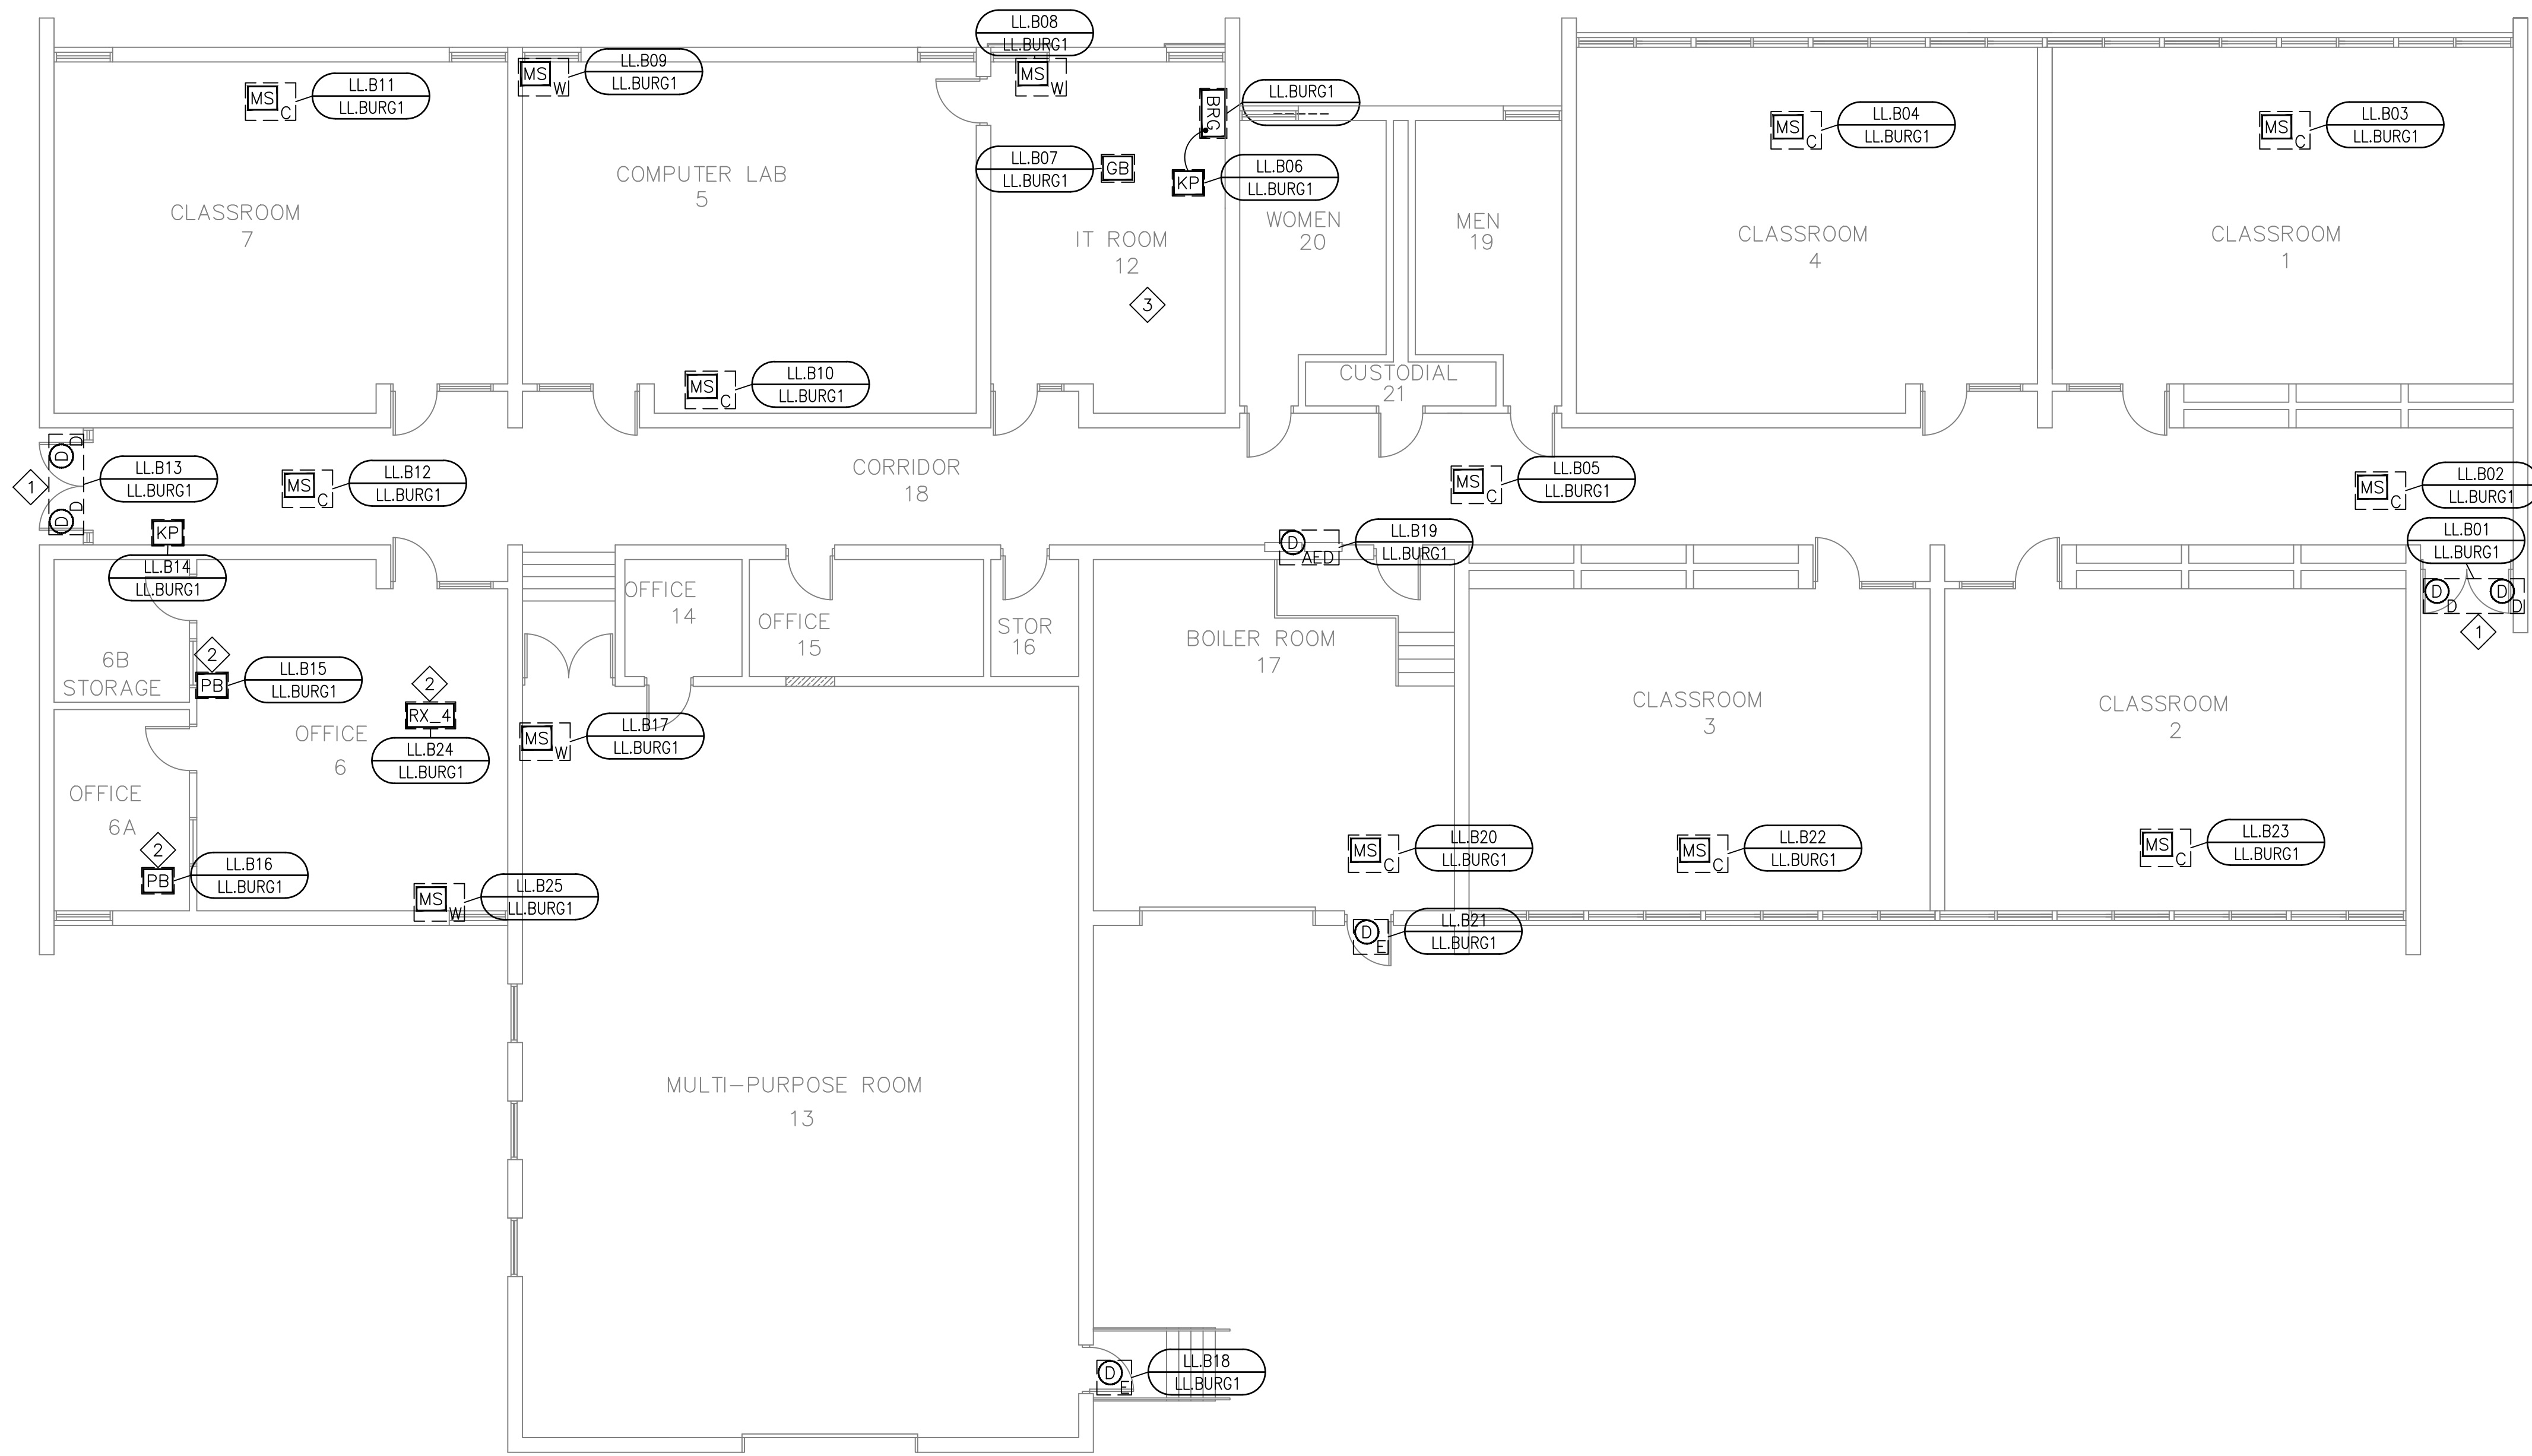 LL.B08
LL.BURG1
MS
W
LL.B09
LL.BURG1
MS
W
LL.B11
LL.BURG1
MS
C
BRG
LL.BURG1
LL.B07
LL.BURG1
GB
KP
LL.B06
LL.BURG1
MS
C
LL.B04
LL.BURG1
MS
C
LL.B03
LL.BURG1
CLASSROOM
7
COMPUTER LAB
5
IT ROOM
12
3
WOMEN
20
MEN
19
CLASSROOM
4
CLASSROOM
1
MS
C
LL.B10
LL.BURG1
CUSTODIAL
21
D
D
D
D
1
LL.B13
LL.BURG1
MS
C
LL.B12
LL.BURG1
CORRIDOR
18
MS
C
LL.B05
LL.BURG1
MS
C
LL.B02
LL.BURG1
KP
LL.B14
LL.BURG1
D
AED
LL.B19
LL.BURG1
LL.B01
LL.BURG1
D
D
D
D
1
6B
STORAGE
2
PB
LL.B15
LL.BURG1
2
RX_4
LL.B24
LL.BURG1
OFFICE
6
OFFICE
14
OFFICE
15
STOR
16
BOILER ROOM
17
CLASSROOM
3
CLASSROOM
2
MS
W
LL.B17
LL.BURG1
OFFICE
6A
2
PB
LL.B16
LL.BURG1
MS
W
LL.B25
LL.BURG1
MS
C
LL.B20
LL.BURG1
MS
C
LL.B22
LL.BURG1
MS
C
LL.B23
LL.BURG1
D
E
LL.B21
LL.BURG1
MULTI-PURPOSE ROOM
13
D
E
LL.B18
LL.BURG1